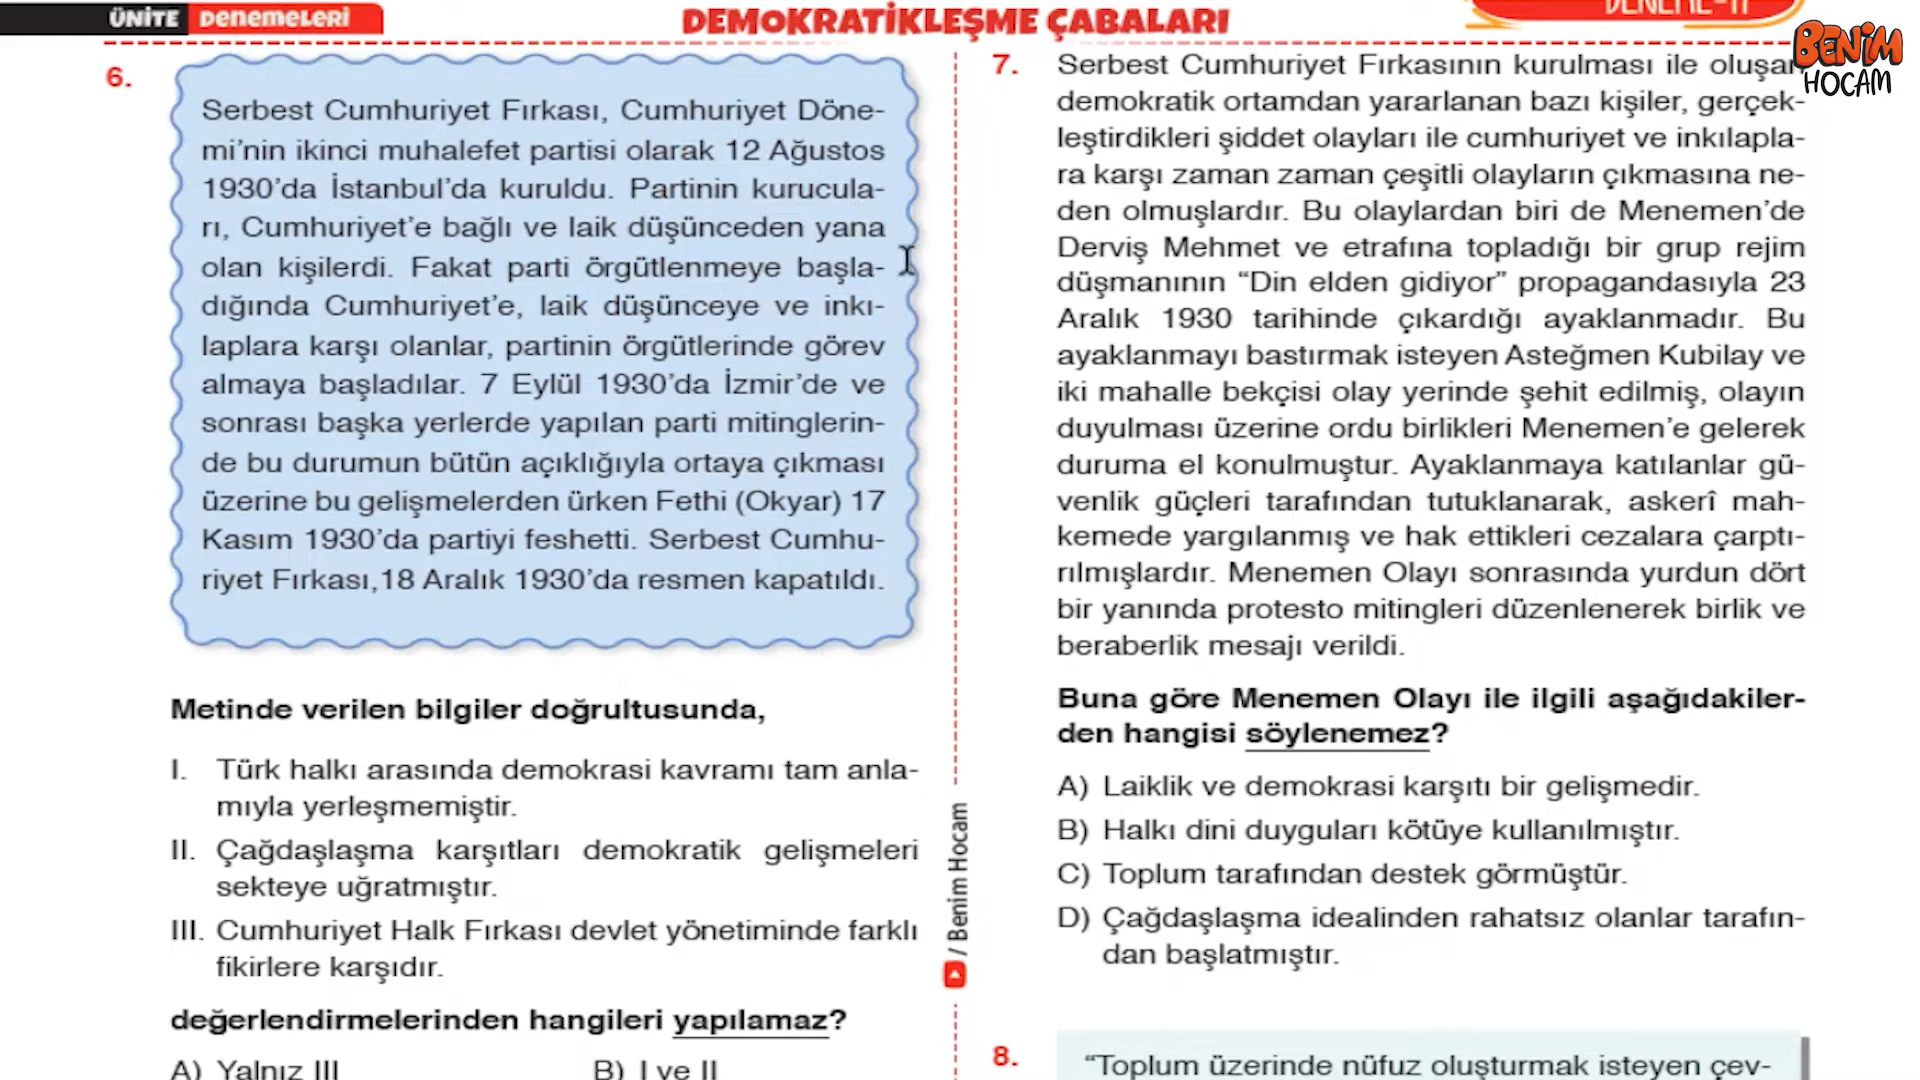 ÜNİTE DENEMELERİ
DEMOKRATİKLEŞME ÇABALARI
BENİM
HOCAM
6.
Serbest Cumhuriyet Fırkası, Cumhuriyet Döne-
mi’nin ikinci muhalefet partisi olarak 12 Ağustos
1930’da İstanbul’da kuruldu. Partinin kurucula-
rı, Cumhuriyet’e bağlı ve laik düşünceden yana
olan kişilerdi. Fakat parti örgütlenmeye başla-
dığında Cumhuriyet’e, laik düşünceye ve inkı-
laplara karşı olanlar, partinin örgütlerinde görev
almaya başladılar. 7 Eylül 1930’da İzmir’de ve
sonrası başka yerlerde yapılan parti mitinglerin-
de bu durumun bütün açıklığıyla ortaya çıkması
üzerine bu gelişmelerden ürken Fethi (Okyar) 17
Kasım 1930’da partiyi feshetti. Serbest Cumhu-
riyet Fırkası,18 Aralık 1930’da resmen kapatıldı.
Metinde verilen bilgiler doğrultusunda,
I. Türk halkı arasında demokrasi kavramı tam anla-
mıyla yerleşmemiştir.
II. Çağdaşlaşma karşıtları demokratik gelişmeleri
sekteye uğratmıştır.
III. Cumhuriyet Halk Fırkası devlet yönetiminde farklı
fikirlere karşıdır.
değerlendirmelerinden hangileri yapılamaz?
A) Yalnız III B) I ve II
/ Benim Hocam
7.
Serbest Cumhuriyet Fırkasının kurulması ile oluşan
demokratik ortamdan yararlanan bazı kişiler, gerçek-
leştirdikleri şiddet olayları ile cumhuriyet ve inkılapla-
ra karşı zaman zaman çeşitli olayların çıkmasına ne-
den olmuşlardır. Bu olaylardan biri de Menemen’de
Derviş Mehmet ve etrafına topladığı bir grup rejim
düşmanının “Din elden gidiyor” propagandasıyla 23
Aralık 1930 tarihinde çıkardığı ayaklanmadır. Bu
ayaklanmayı bastırmak isteyen Asteğmen Kubilay ve
iki mahalle bekçisi olay yerinde şehit edilmiş, olayın
duyulması üzerine ordu birlikleri Menemen’e gelerek
duruma el konulmuştur. Ayaklanmaya katılanlar gü-
venlik güçleri tarafından tutuklanarak, askerî mah-
kemede yargılanmış ve hak ettikleri cezalara çarptı-
rılmışlardır. Menemen Olayı sonrasında yurdun dört
bir yanında protesto mitingleri düzenlenerek birlik ve
beraberlik mesajı verildi.
Buna göre Menemen Olayı ile ilgili aşağıdakiler-
den hangisi söylenemez?
A) Laiklik ve demokrasi karşıtı bir gelişmedir.
B) Halkı dini duyguları kötüye kullanılmıştır.
C) Toplum tarafından destek görmüştür.
D) Çağdaşlaşma idealinden rahatsız olanlar tarafın-
dan başlatmıştır.
8.
“Toplum üzerinde nüfuz oluşturmak isteyen çev-